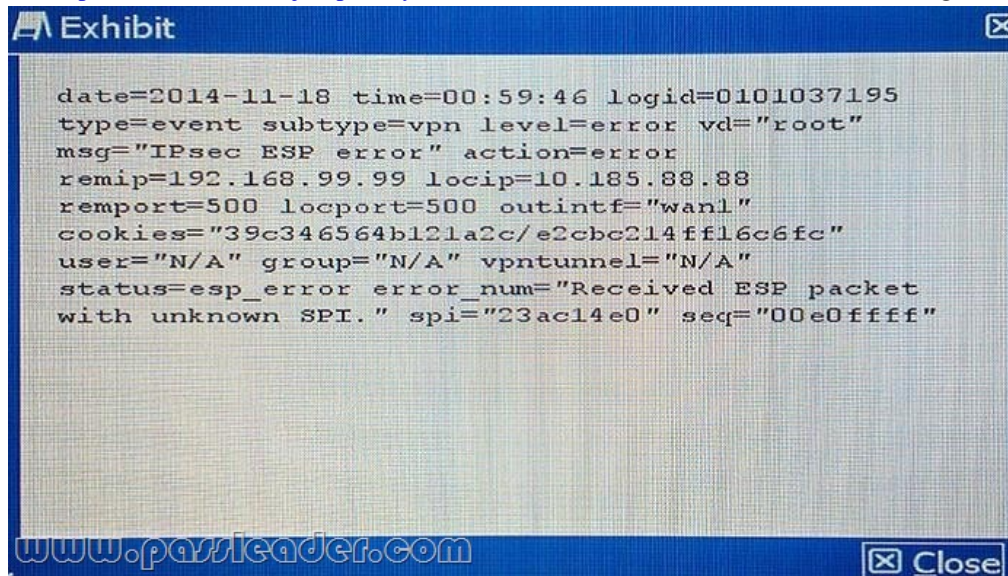 Exhibit
date=2014-11-18 time=00:59:46 logid=0101037195
type=event subtype=vpn level=error vd="root"
msg="IPsec ESP error" action=error
remip=192.168.99.99 locip=10.185.88.88
remport=500 locport=500 outintf="wan1"
cookies="39c346564b121a2c/e2cbc214ff16c6fc"
user="N/A" group="N/A" vpntunnel="N/A"
status=esp_error error_num="Received ESP packet
with unknown SPI." spi="23ac14e0" seq="00e0ffff"
www.passleader.com
Close